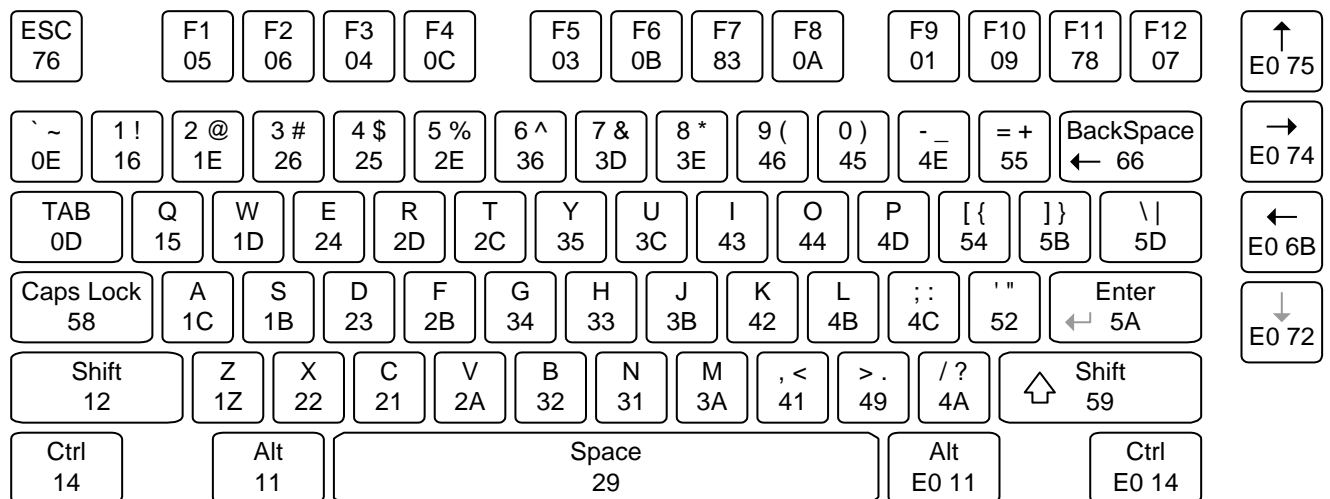 ESC F1 F2 F3 F4 F5 F6 F7 F8 F9 F10 F11 F12
76 05 06 04 0C 03 0B 83 0A 01 09 78 07 E0 75
` ~ 1 ! 2 @ 3 # 4 $ 5 % 6 ^ 7 & 8 * 9 ( 0 ) - _ = + BackSpace
0E 16 1E 26 25 2E 36 3D 3E 46 45 4E 55 66 E0 74
TAB Q W E R T Y U I O P [ { ] } \ |
0D 15 1D 24 2D 2C 35 3C 43 44 4D 54 5B 5D E0 6B
Caps Lock A S D F G H J K L ; : ' " Enter
58 1C 1B 23 2B 34 33 3B 42 4B 4C 52 5A E0 72
Shift Z X C V B N M , < > . / ? Shift
12 1Z 22 21 2A 32 31 3A 41 49 4A 59
Ctrl Alt Space Alt Ctrl
14 11 29 E0 11 E0 14